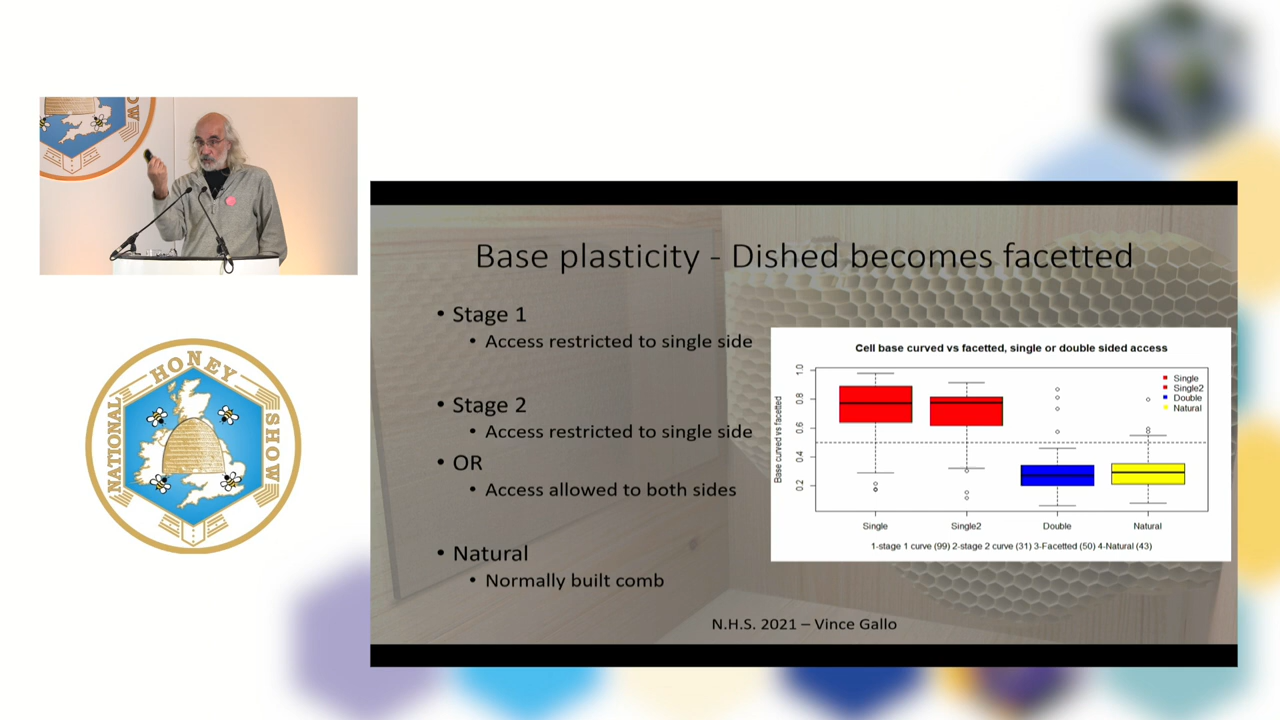 OW
NATIONAL HONEY SHOW
Base plasticity - Dished becomes facetted
• Stage 1
• Access restricted to single side
• Stage 2
• Access restricted to single side
• OR
• Access allowed to both sides
• Natural
• Normally built comb
Cell base curved vs facetted, single or double sided access
Base curved vs facetted
1.0
0.8
0.6
0.4
0.2
Single
Single2
Double
Natural
Single
Single2
Double
Natural
1-stage 1 curve (99) 2-stage 2 curve (31) 3-Facetted (50) 4-Natural (43)
N.H.S. 2021 – Vince Gallo